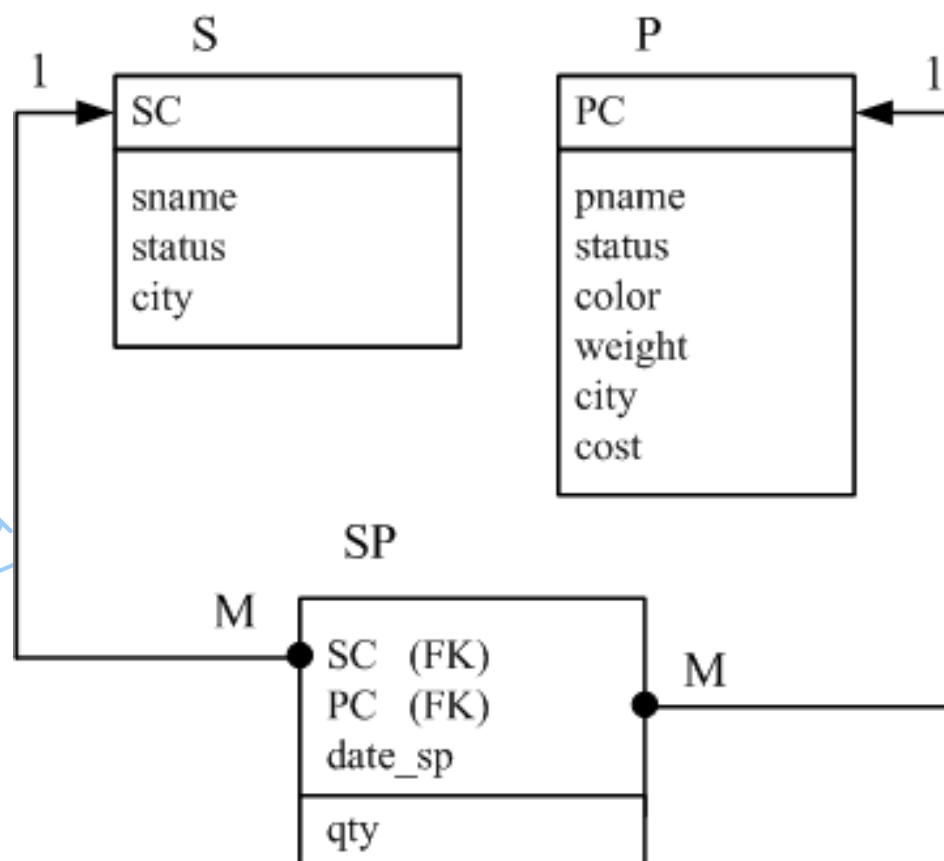 S
1
SC
sname
status
city
P
1
PC
pname
status
color
weight
city
cost
SP
M
M
SC (FK)
PC (FK)
date_sp
qty